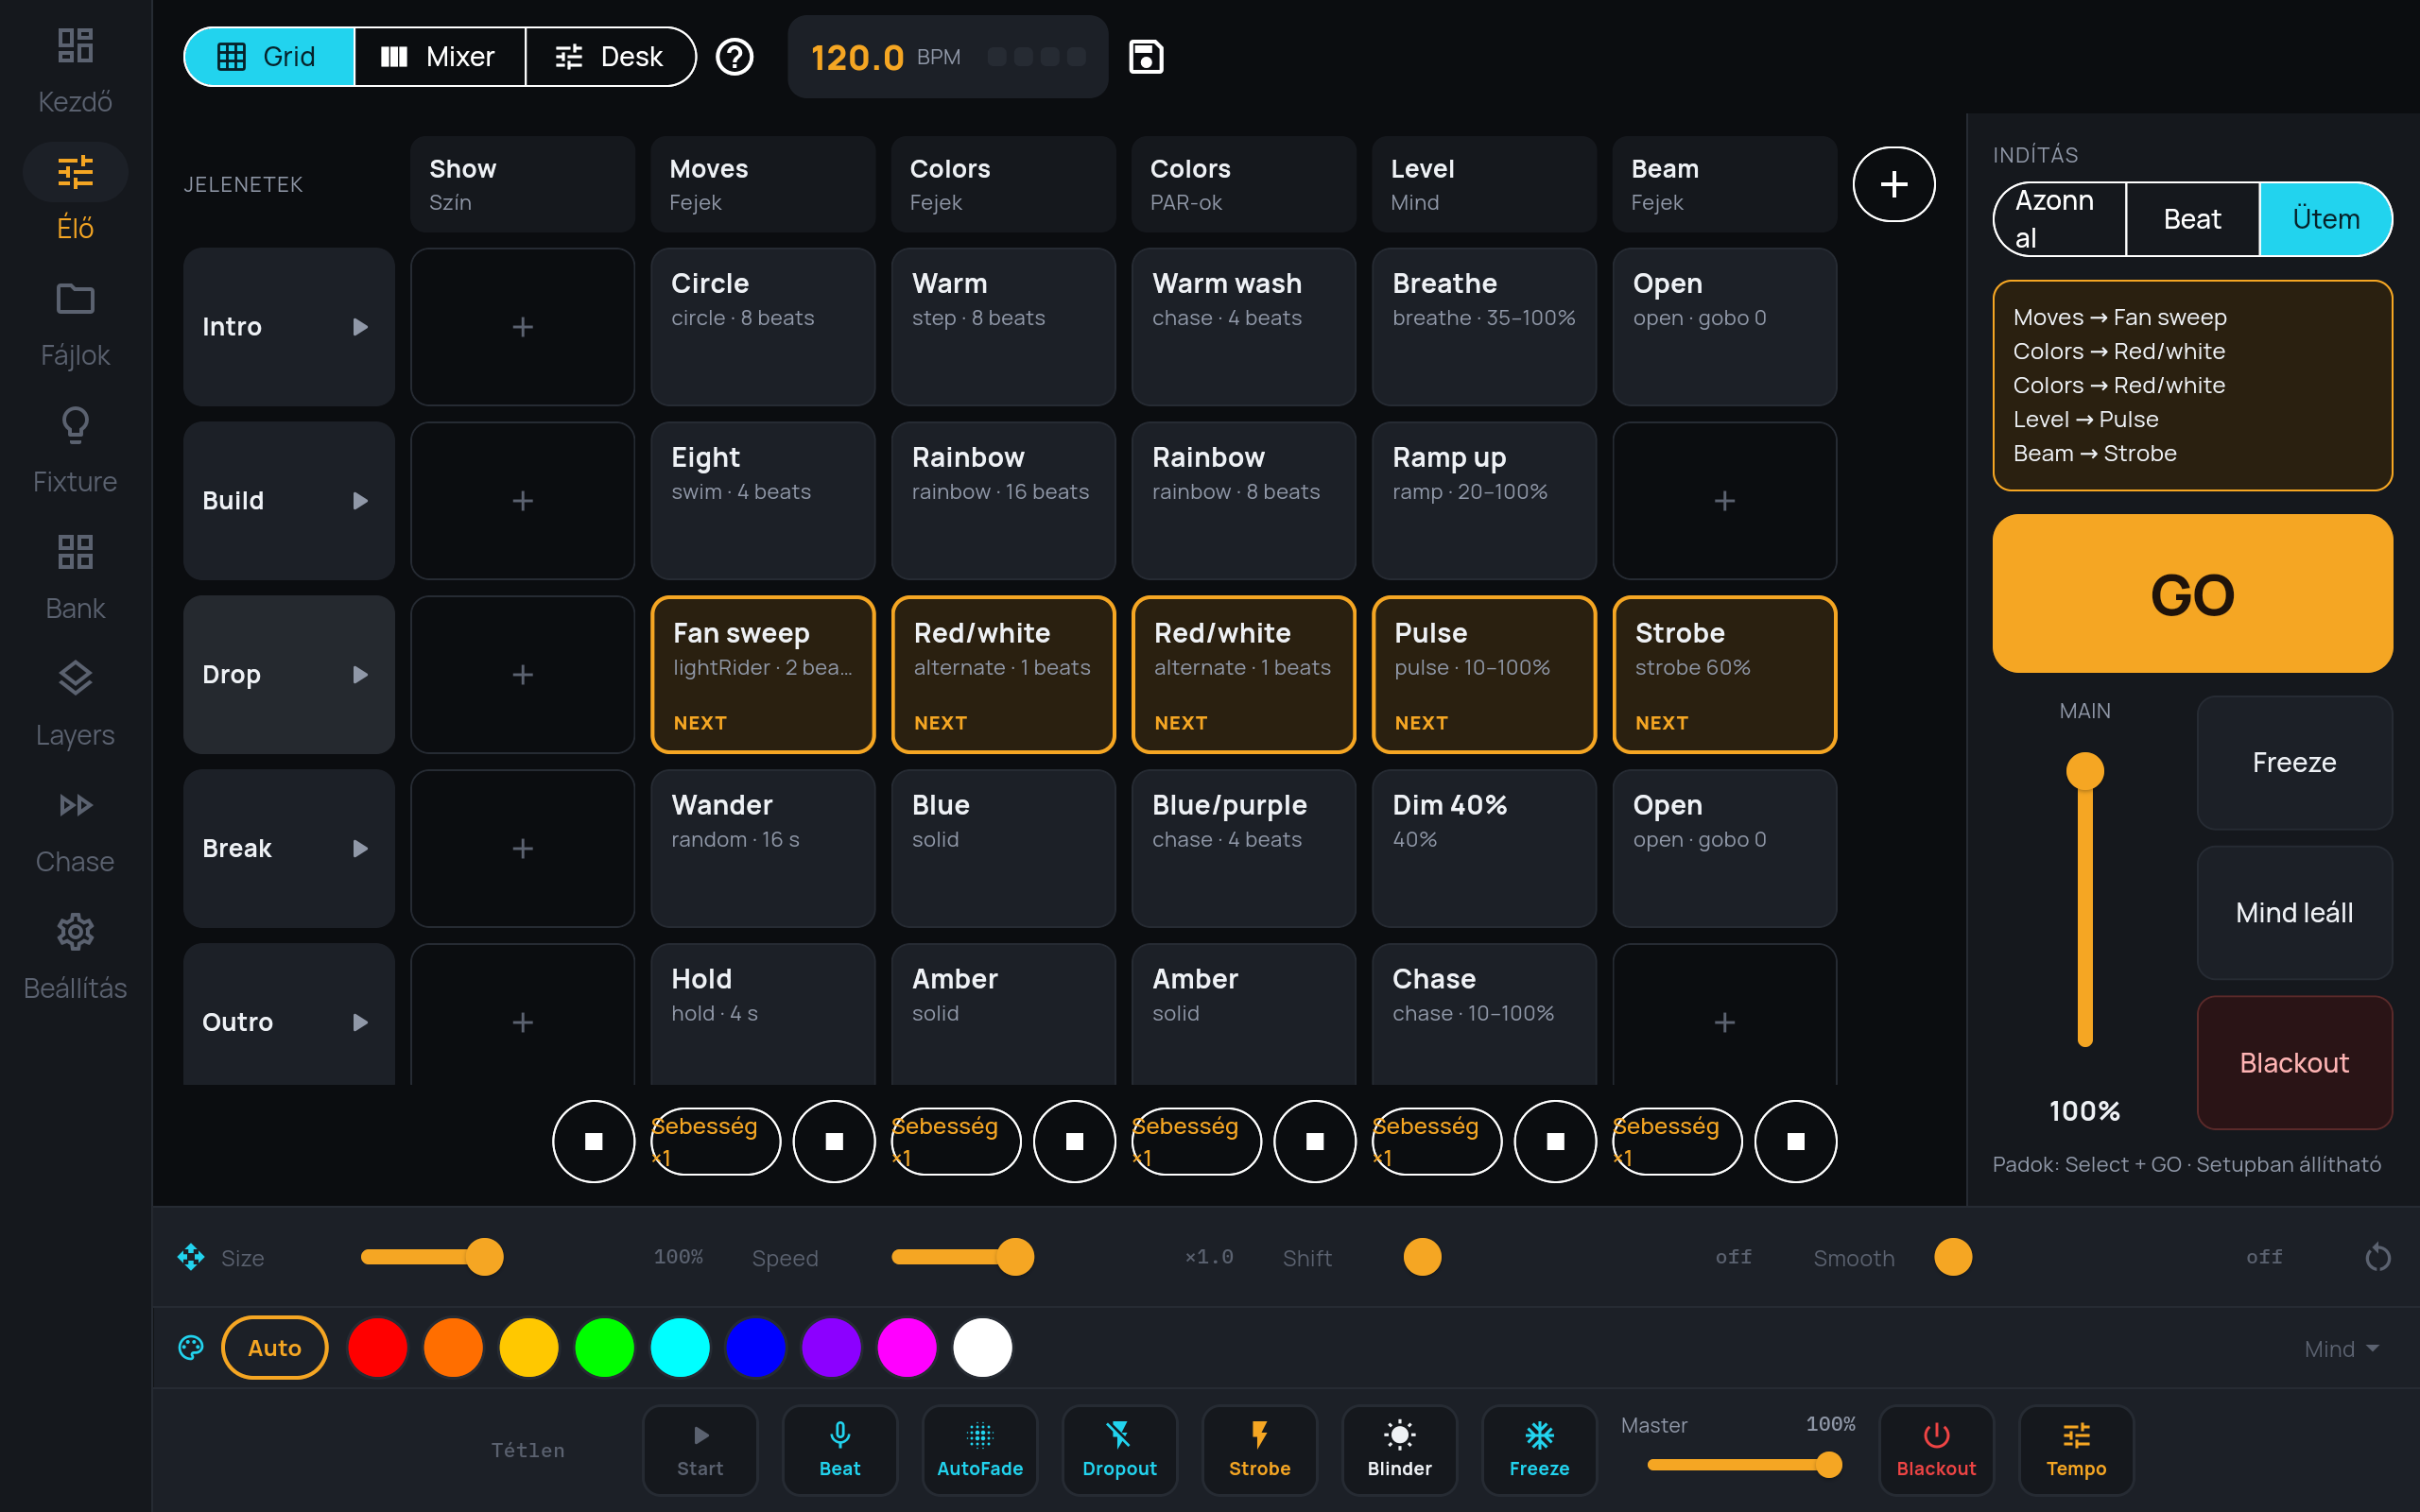 Kezdő
Élő
Fájlok
Fixture
Bank
Layers
Chase
Beállítás
Grid
Mixer
Desk
120.0 BPM
JELENETEK
Show
Szín
Moves
Fejek
Colors
Fejek
Colors
PAR-ok
Level
Mind
Beam
Fejek
Intro
Circle
circle · 8 beats
Warm
step · 8 beats
Warm wash
chase · 4 beats
Breathe
breathe · 35–100%
Open
open · gobo 0
Build
Eight
swim · 4 beats
Rainbow
rainbow · 16 beats
Rainbow
rainbow · 8 beats
Ramp up
ramp · 20–100%
Drop
Fan sweep
lightRider · 2 bea…
NEXT
Red/white
alternate · 1 beats
NEXT
Red/white
alternate · 1 beats
NEXT
Pulse
pulse · 10–100%
NEXT
Strobe
strobe 60%
NEXT
Break
Wander
random · 16 s
Blue
solid
Blue/purple
chase · 4 beats
Dim 40%
40%
Open
open · gobo 0
Outro
Hold
hold · 4 s
Amber
solid
Amber
solid
Chase
chase · 10–100%
Sebesség
×1
Sebesség
×1
Sebesség
×1
Sebesség
×1
Sebesség
×1
INDÍTÁS
Azonn
al
Beat
Ütem
Moves → Fan sweep
Colors → Red/white
Colors → Red/white
Level → Pulse
Beam → Strobe
GO
MAIN
100%
Freeze
Mind leáll
Blackout
Padok: Select + GO · Setupban állítható
Size 100%
Speed ×1.0
Shift off
Smooth off
Auto
Mind
Tétlen
Start
Beat
AutoFade
Dropout
Strobe
Blinder
Freeze
Master 100%
Blackout
Tempo